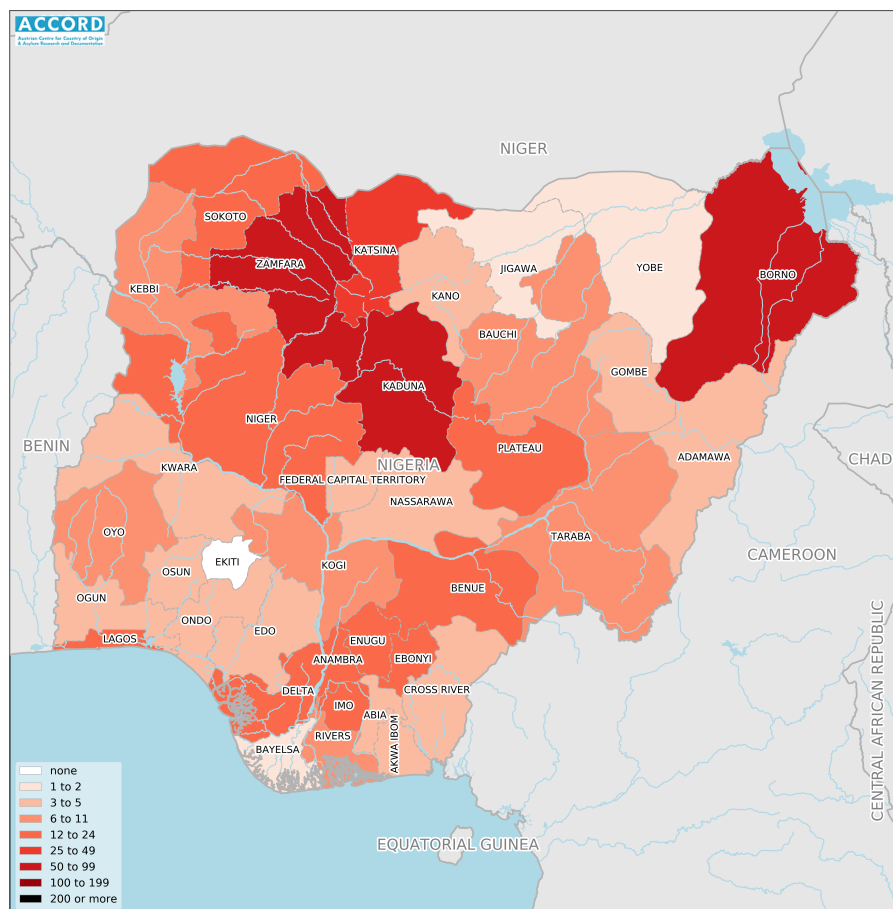 ACCORD
Austrian Centre for Country of Origin
& Asylum Research and Documentation
NIGER
SOKOTO
KATSINA
ZAMFARA
JIGAWA
YOBE
BORNO
KEBBI
KANO
BAUCHI
GOMBE
KADUNA
NIGER
BENIN
PLATEAU
ADAMAWA
CHAD
KWARA
NIGERIA
FEDERAL CAPITAL TERRITORY
NASSARAWA
OYO
TARABA
CAMEROON
EKITI
OSUN
KOGI
BENUE
OGUN
ONDO
EDO
LAGOS
ENUGU
ANAMBRA
EBONYI
DELTA
CROSS RIVER
IMO
ABIA
RIVERS
AKWA IBOM
BAYELSA
CENTRAL AFRICAN REPUBLIC
EQUATORIAL GUINEA
none
1 to 2
3 to 5
6 to 11
12 to 24
25 to 49
50 to 99
100 to 199
200 or more